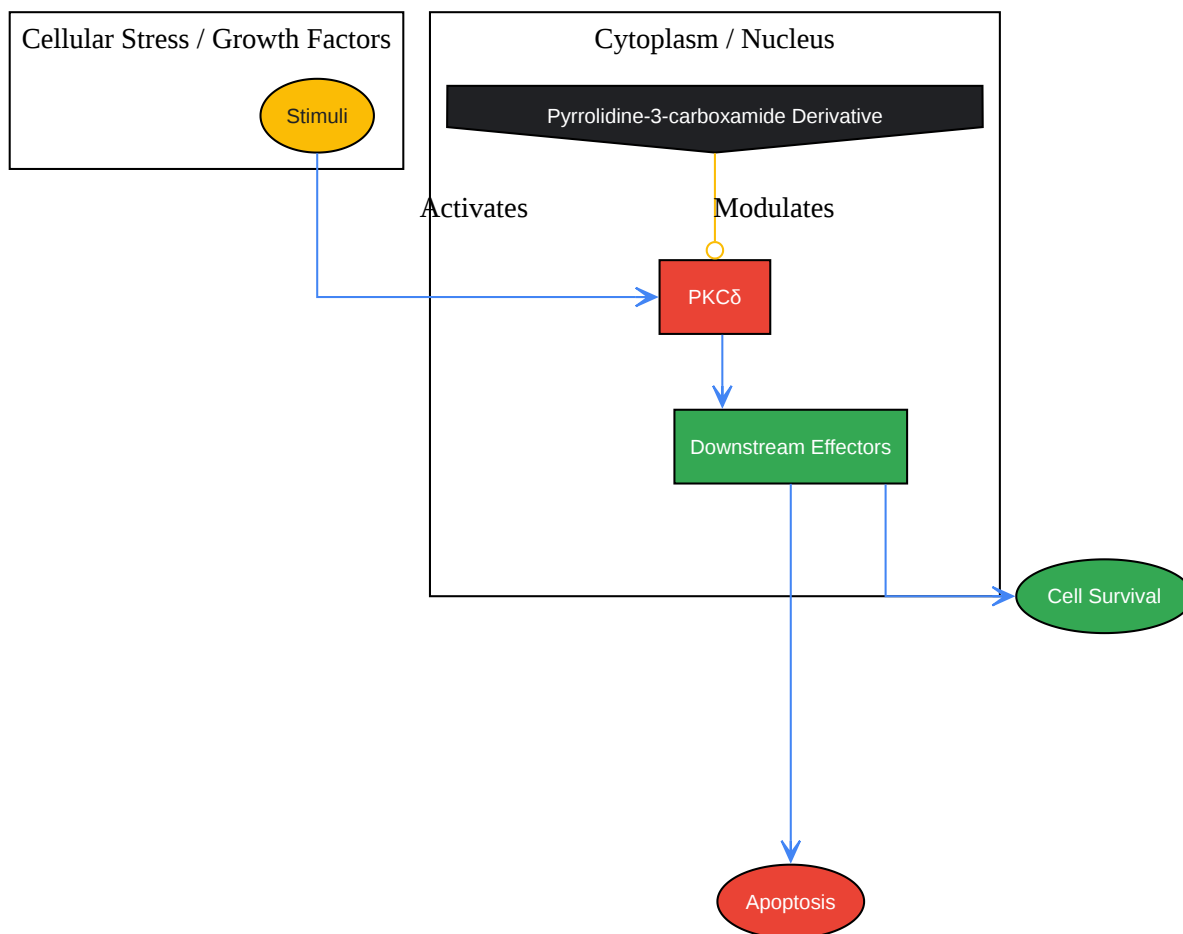 Cellular Stress / Growth Factors
Cytoplasm / Nucleus
Stimuli
Pyrrolidine-3-carboxamide Derivative
Activates
Modulates
PKCδ
Downstream Effectors
Cell Survival
Apoptosis